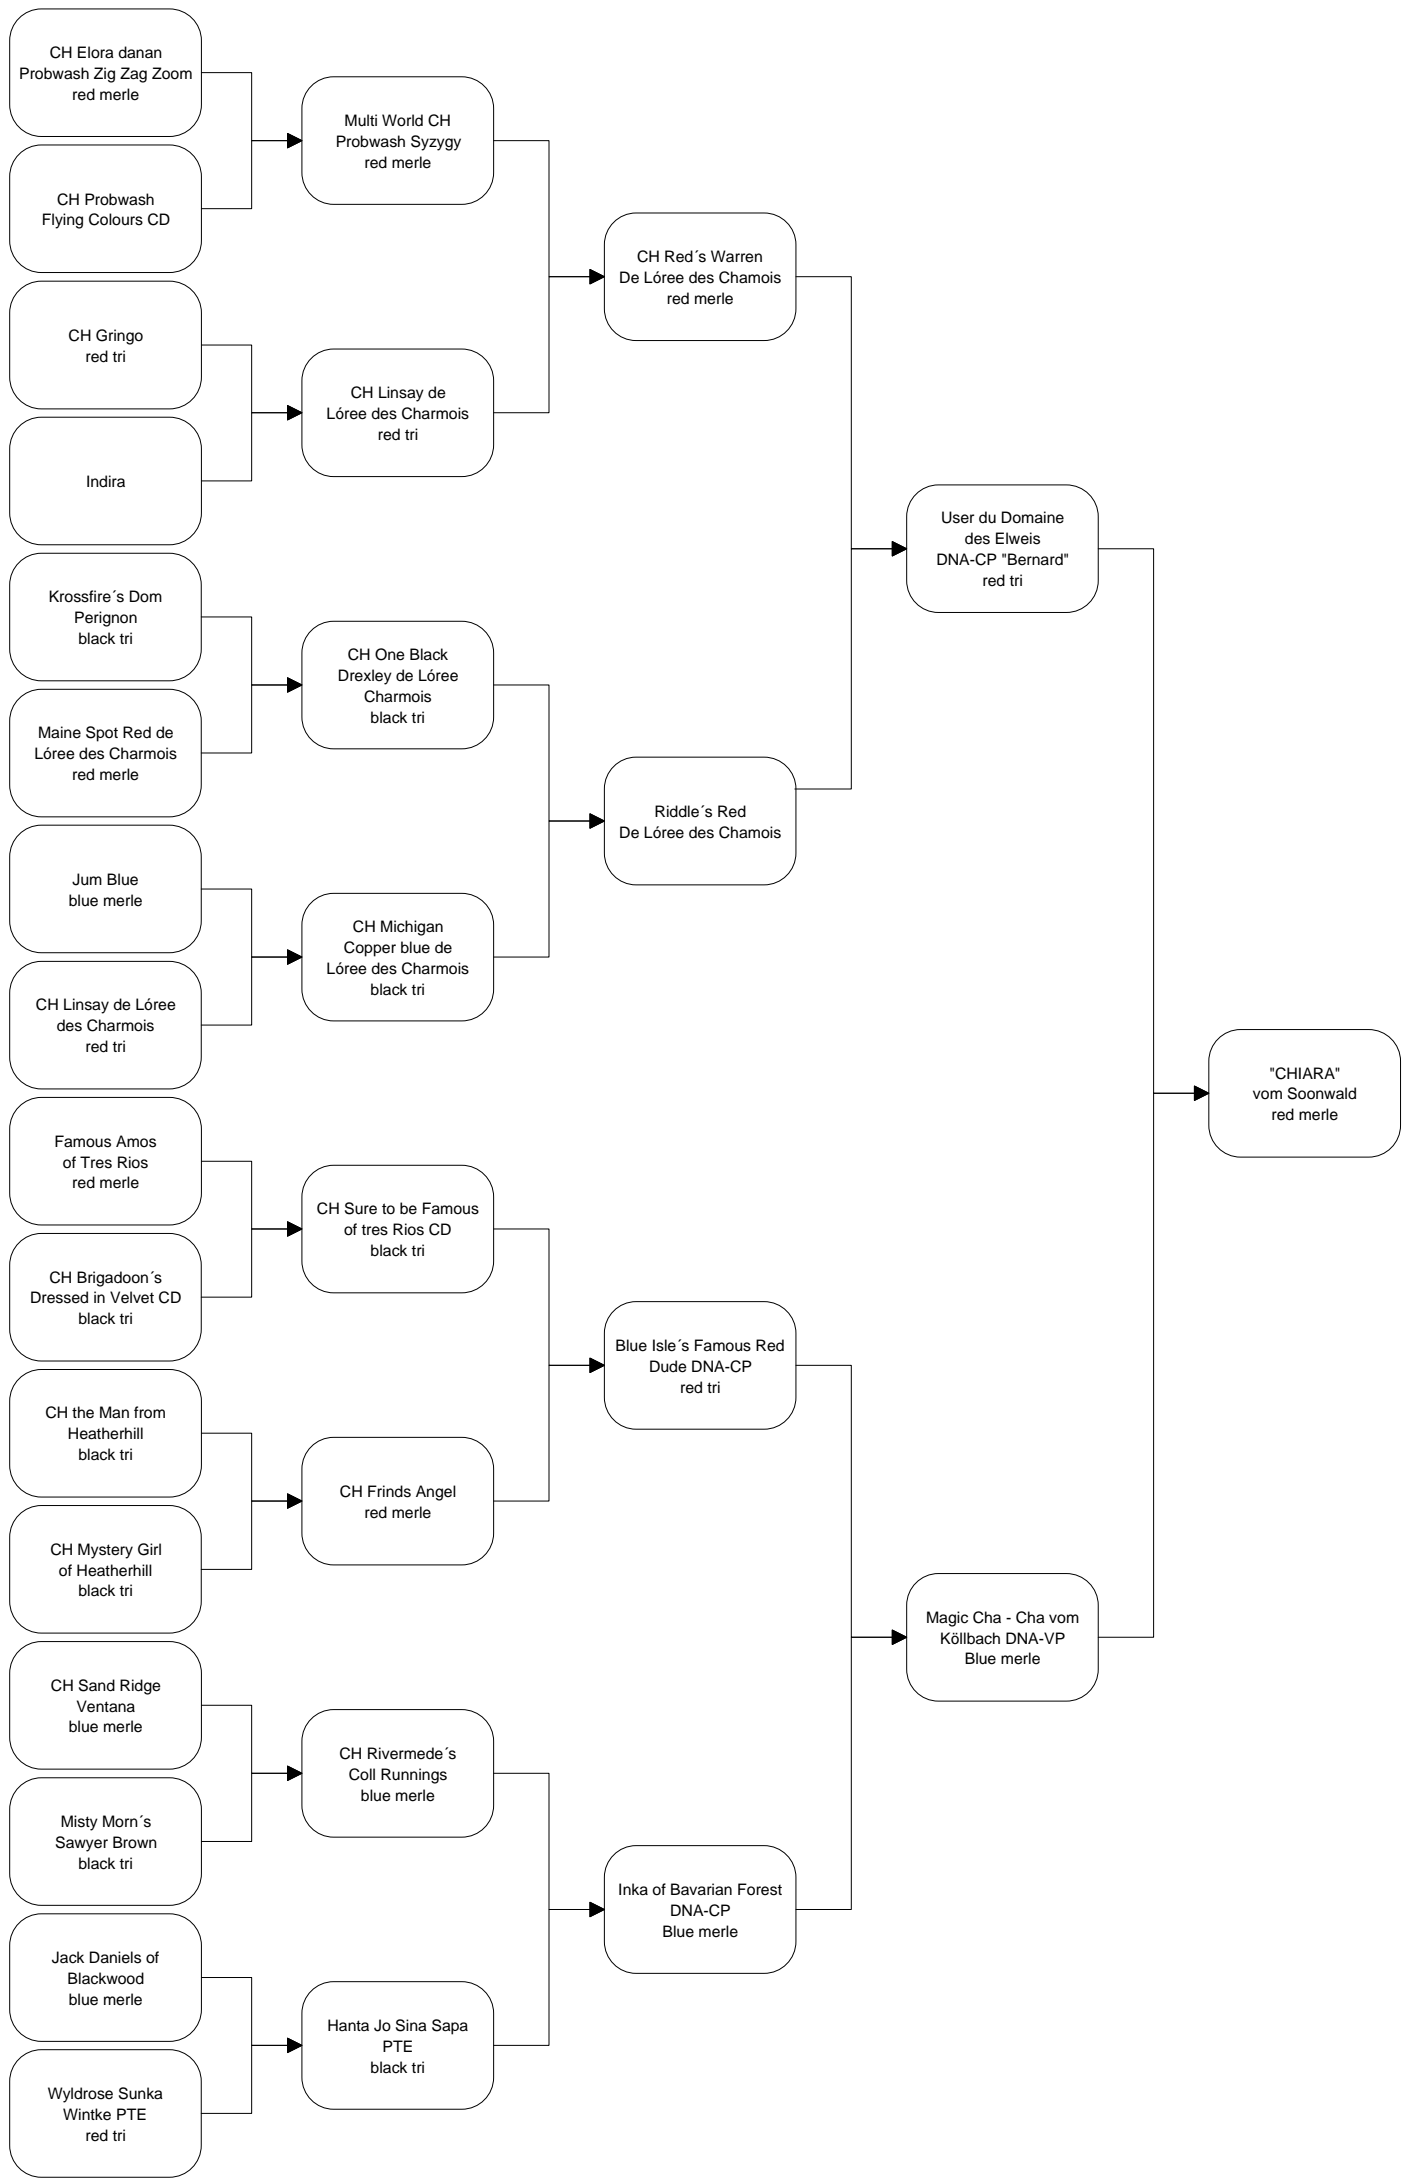 CH Elora danan
Probwash Zig Zag Zoom
red merle
CH Probwash
Flying Colours CD
CH Gringo
red tri
Indira
Krossfire´s Dom
Perignon
black tri
Maine Spot Red de
Lóree des Charmois
red merle
Jum Blue
blue merle
CH Linsay de Lóree
des Charmois
red tri
Famous Amos
of Tres Rios
red merle
CH Brigadoon´s
Dressed in Velvet CD
black tri
CH the Man from
Heatherhill
black tri
CH Mystery Girl
of Heatherhill
black tri
CH Sand Ridge
Ventana
blue merle
Misty Morn´s
Sawyer Brown
black tri
Jack Daniels of
Blackwood
blue merle
Wyldrose Sunka
Wintke PTE
red tri
Multi World CH
Probwash Syzygy
red merle
CH Linsay de
Lóree des Charmois
red tri
CH One Black
Drexley de Lóree
Charmois
black tri
CH Michigan
Copper blue de
Lóree des Charmois
black tri
CH Sure to be Famous
of tres Rios CD
black tri
CH Frinds Angel
red merle
CH Rivermede´s
Coll Runnings
blue merle
Hanta Jo Sina Sapa
PTE
black tri
CH Red´s Warren
De Lóree des Chamois
red merle
Riddle´s Red
De Lóree des Chamois
Blue Isle´s Famous Red
Dude DNA-CP
red tri
Inka of Bavarian Forest
DNA-CP
Blue merle
User du Domaine
des Elweis
DNA-CP "Bernard"
red tri
Magic Cha - Cha vom
Köllbach DNA-VP
Blue merle
"CHIARA"
vom Soonwald
red merle